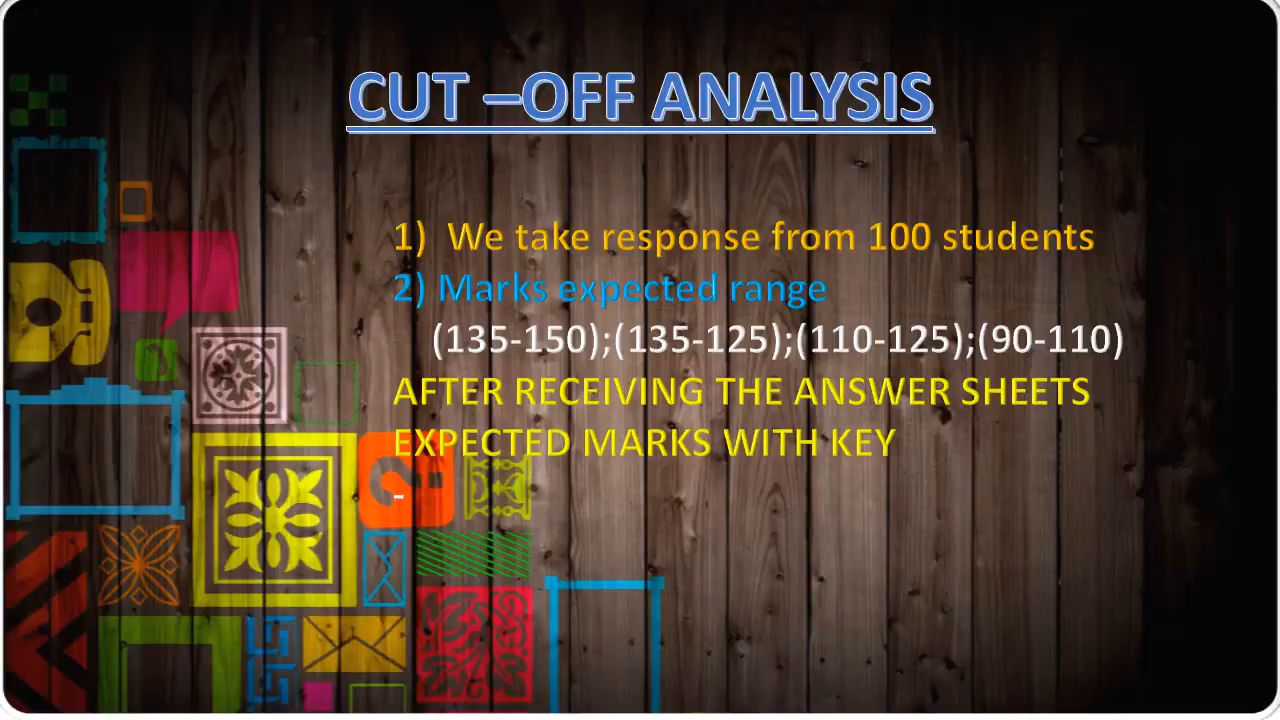 CUT –OFF ANALYSIS
1) We take response from 100 students
2) Marks expected range
(135-150);(135-125);(110-125);(90-110)
AFTER RECEIVING THE ANSWER SHEETS
EXPECTED MARKS WITH KEY
-